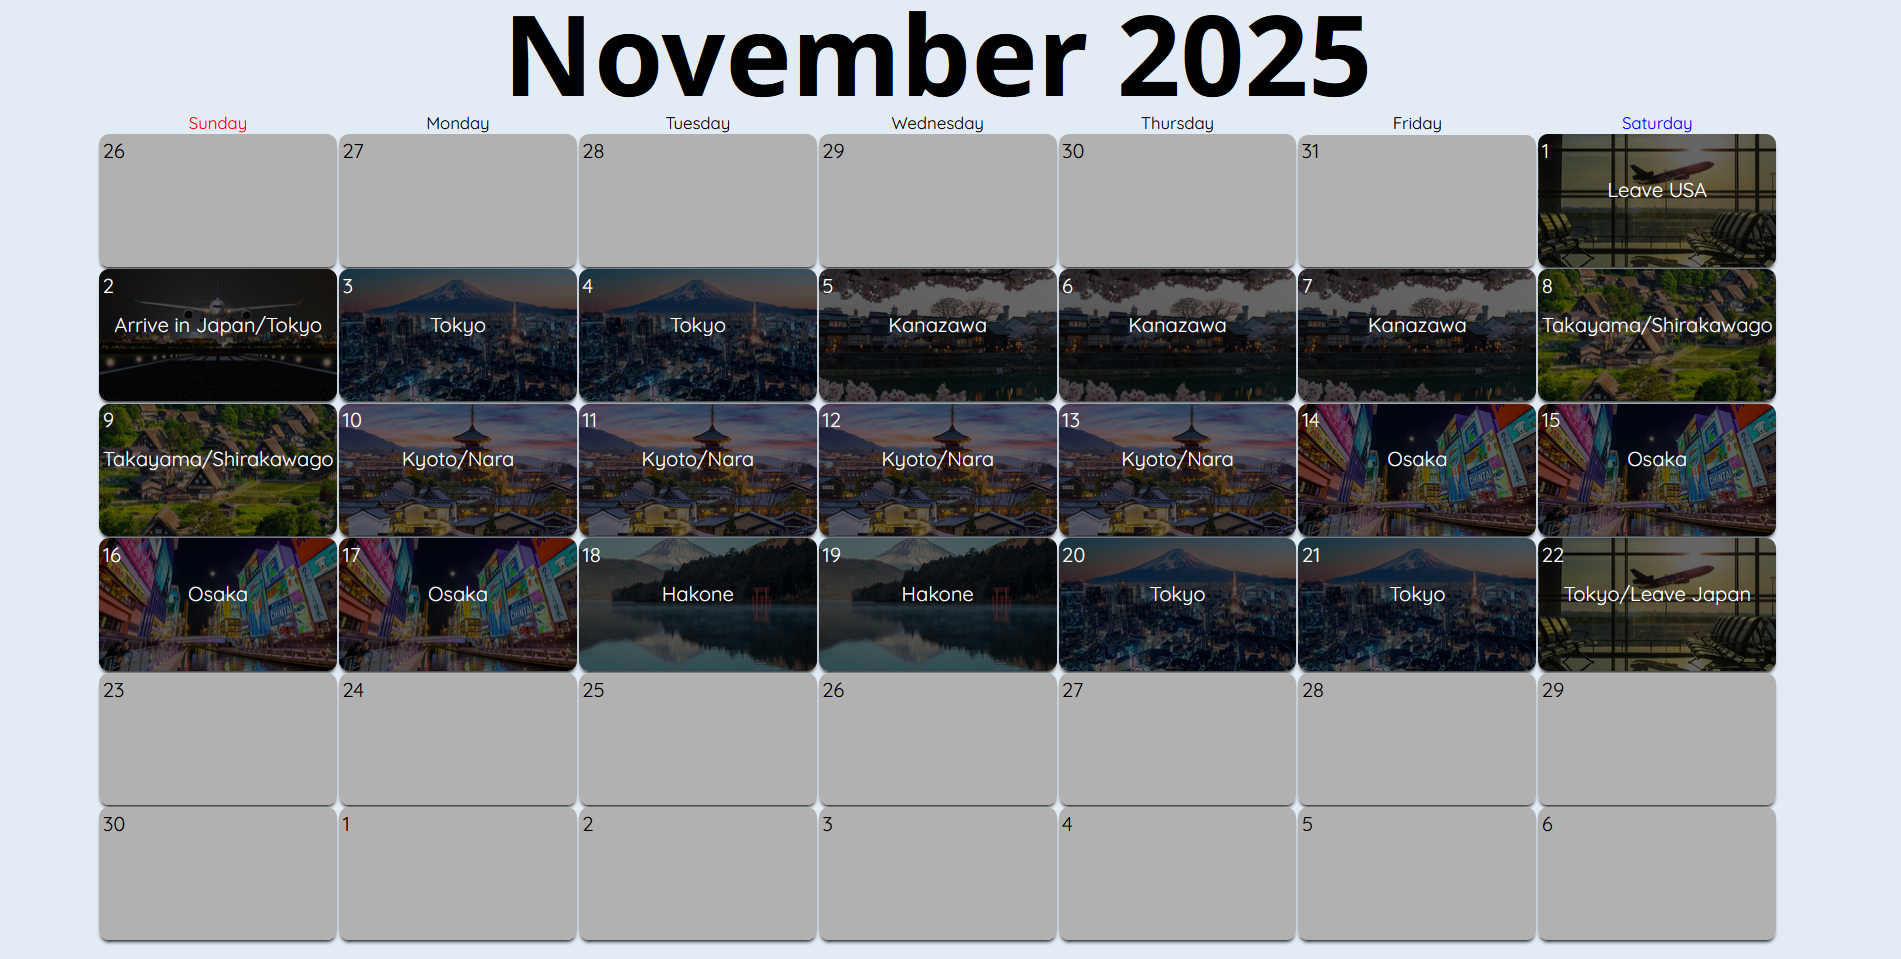 November 2025
Sunday Monday Tuesday Wednesday Thursday Friday Saturday
26 27 28 29 30 31 1
Leave USA
2 3 4 5 6 7 8
Arrive in Japan/Tokyo Tokyo Tokyo Kanazawa Kanazawa Kanazawa Takayama/Shirakawago
9 10 11 12 13 14 15
Takayama/Shirakawago Kyoto/Nara Kyoto/Nara Kyoto/Nara Kyoto/Nara Osaka Osaka
16 17 18 19 20 21 22
Osaka Osaka Hakone Hakone Tokyo Tokyo Tokyo/Leave Japan
23 24 25 26 27 28 29
30 1 2 3 4 5 6